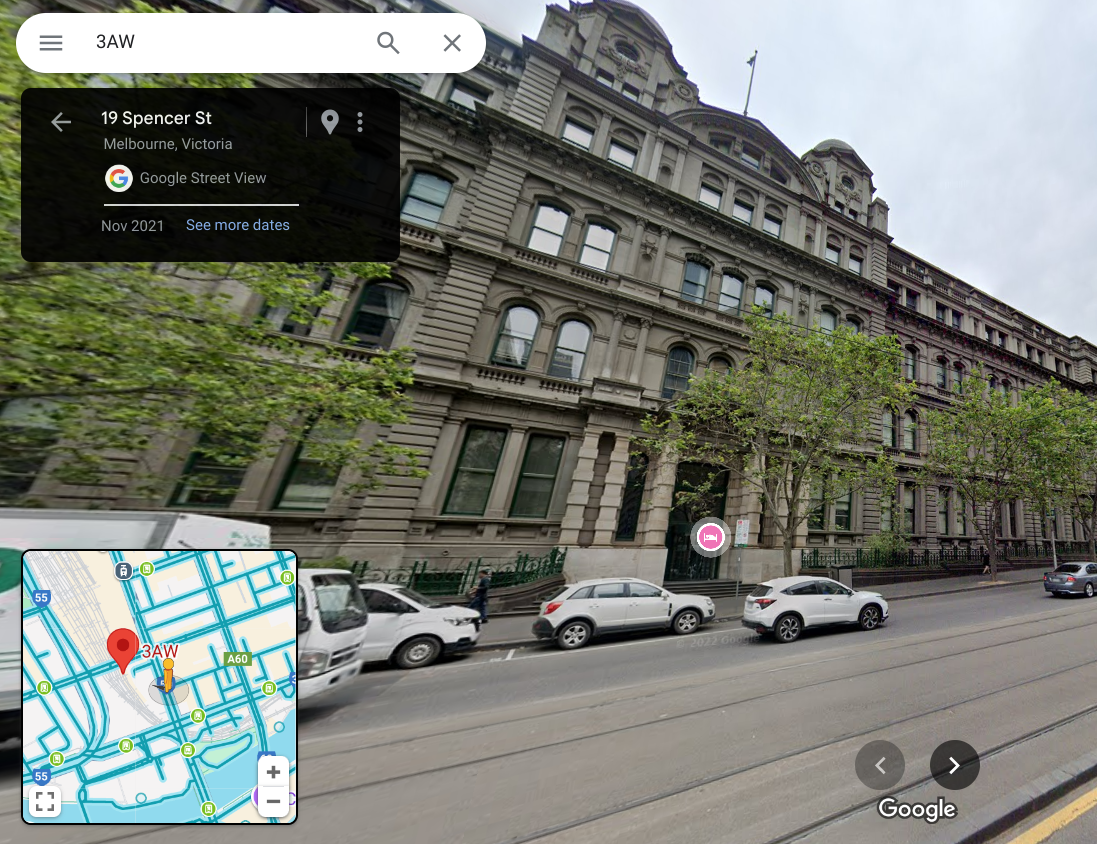 3AW
19 Spencer St
Melbourne, Victoria
Google Street View
Nov 2021
See more dates
55
3AW
A60
55
Google